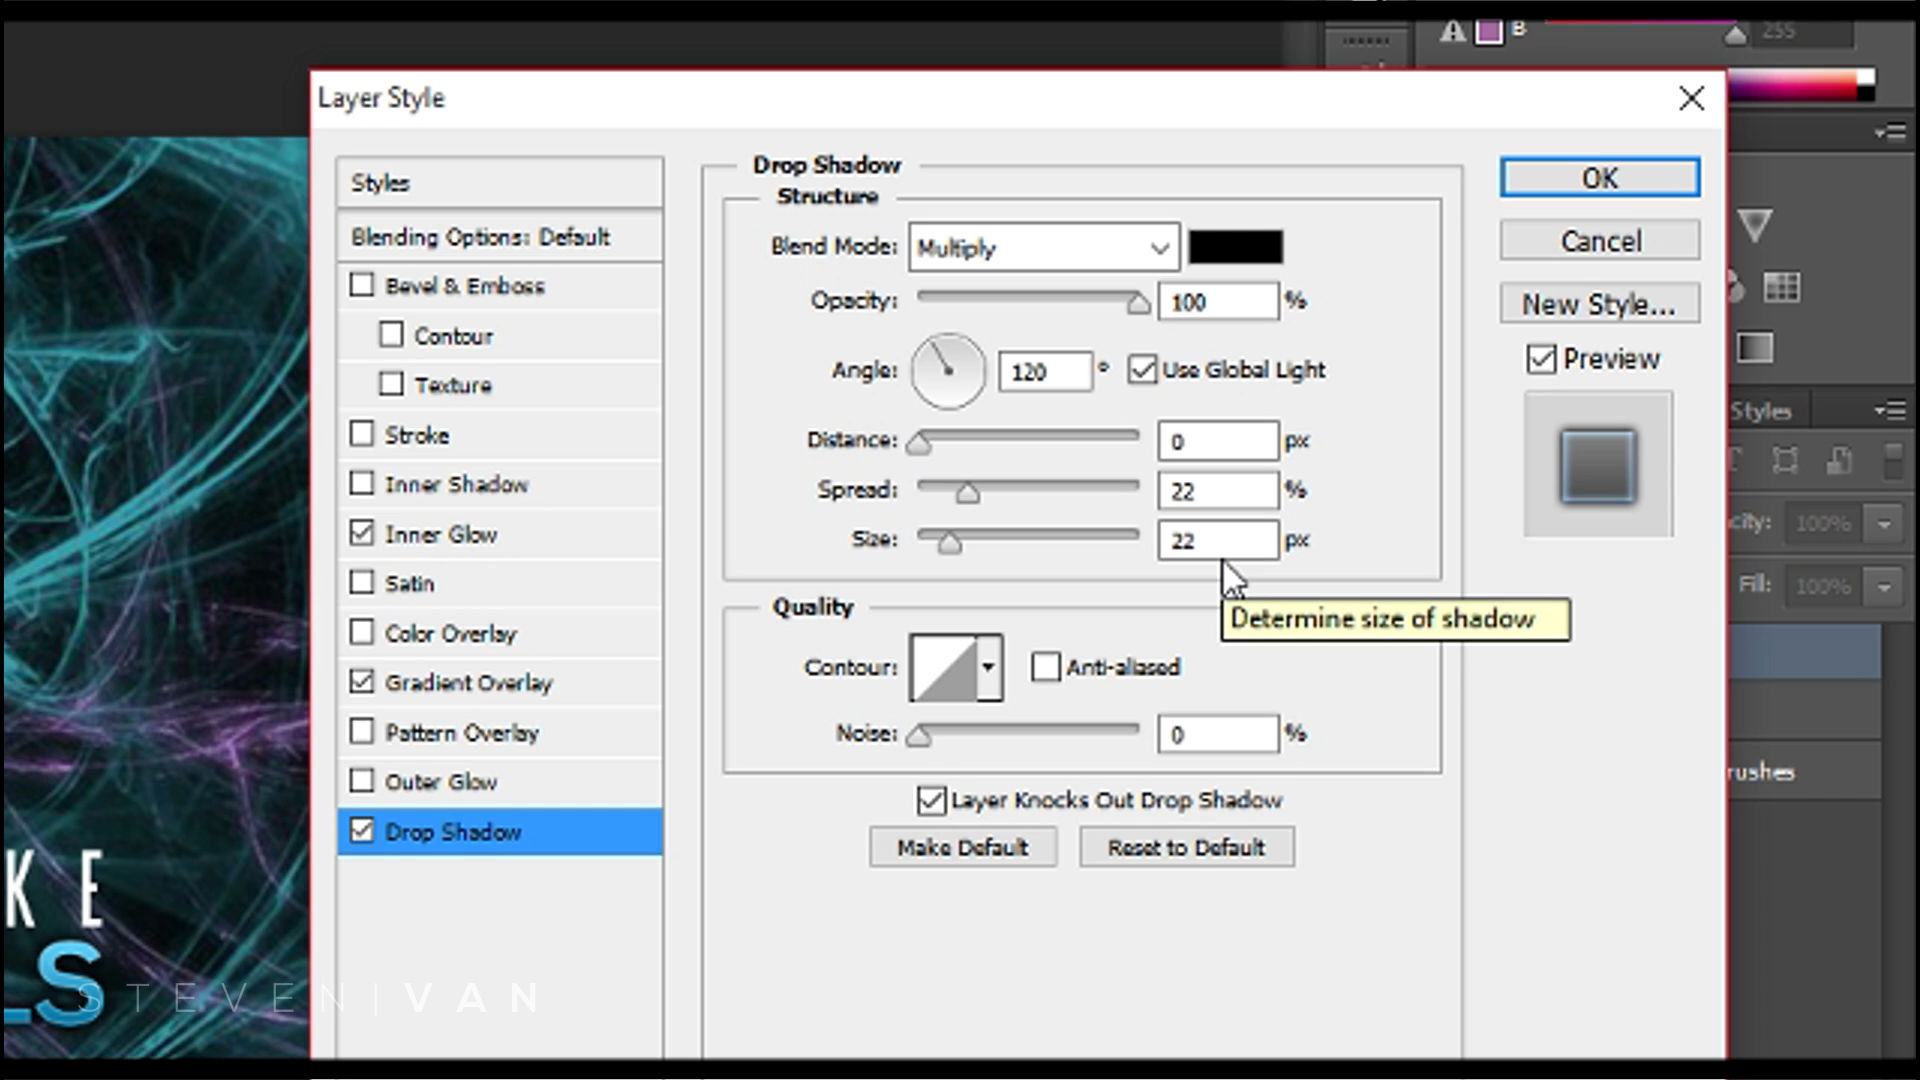 B 255
Layer Style
Styles
Blending Options: Default
Bevel & Emboss
Contour
Texture
Stroke
Inner Shadow
Inner Glow
Satin
Color Overlay
Gradient Overlay
Pattern Overlay
Outer Glow
Drop Shadow
Drop Shadow
Structure
Blend Mode: Multiply
Opacity: 100 %
Angle: 120 ° Use Global Light
Distance: 0 px
Spread: 22 %
Size: 22 px
Determine size of shadow
Quality
Contour: Anti-aliased
Noise: 0 %
Layer Knocks Out Drop Shadow
Make Default Reset to Default
OK
Cancel
New Style...
Preview
Styles
city: 100%
Fill: 100%
rushes
K E
LS
STEVEN|VAN